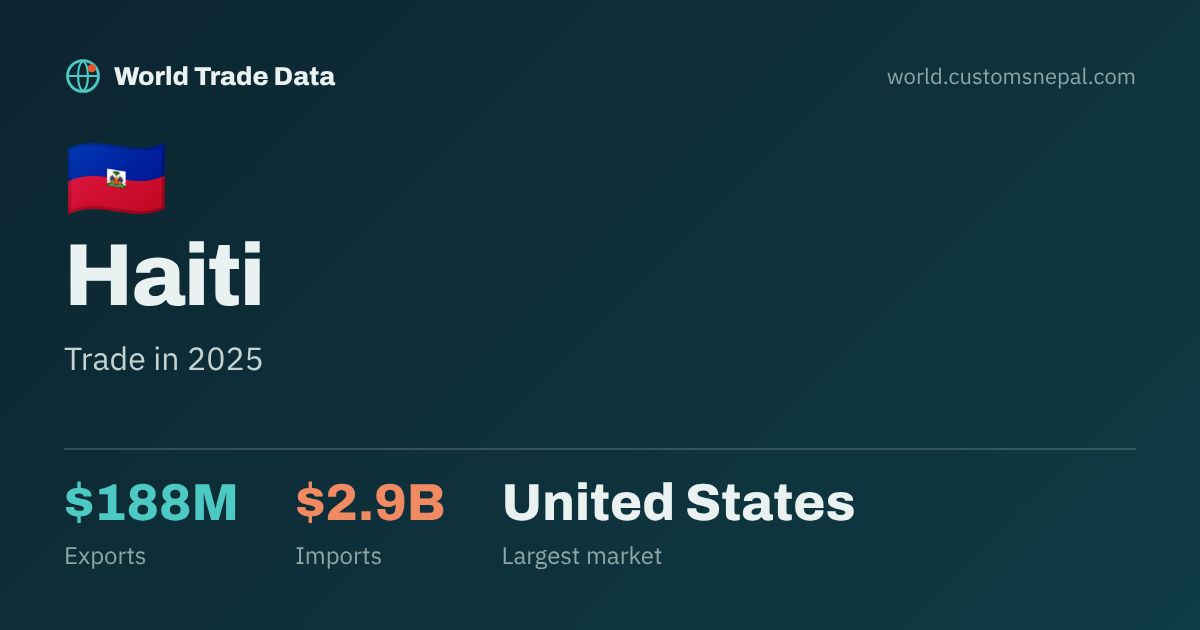 World Trade Data
world.customsnepal.com
Haiti
Trade in 2025
$188M
$2.9B
United States
Exports
Imports
Largest market